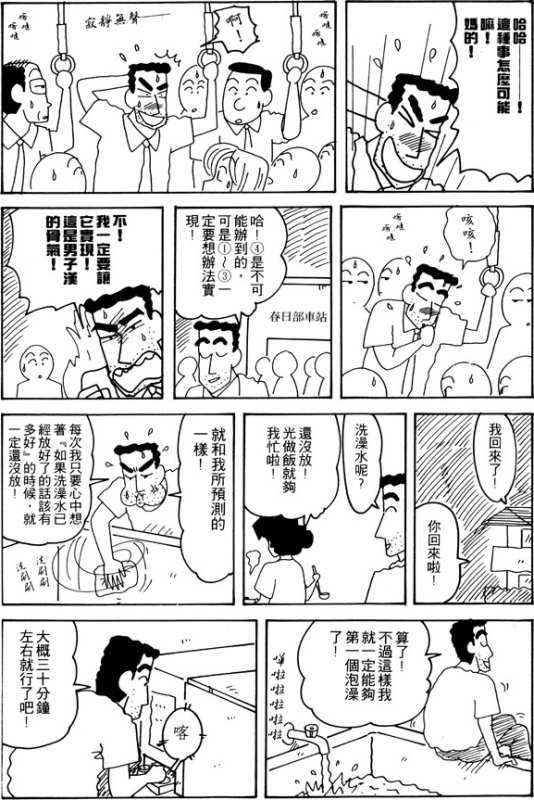 哈哈——！
這種事怎麼可能
嘛！
媽的！
啊！
寂靜無聲
咳咳！
哈！④是不可
能辦到的，
可是①～③一
定要想辦法實
現！
春日部車站
不！
我一定要讓
它實現！
這是男子漢
的骨氣！
我回來了！
你回來啦！
洗澡水呢？
還沒放！
光做飯就夠
我忙啦！
就和我所預測的
一樣！
每次我只要心中想
著『如果洗澡水已
經放好了的話該有
多好』的時候，就
一定還沒放！
洗刷刷
洗刷刷
算了！
不過這樣我
就一定能夠
第一個泡澡
了！
嘩啦啦啦啦啦
喀
大概三十分鐘
左右就行了吧！